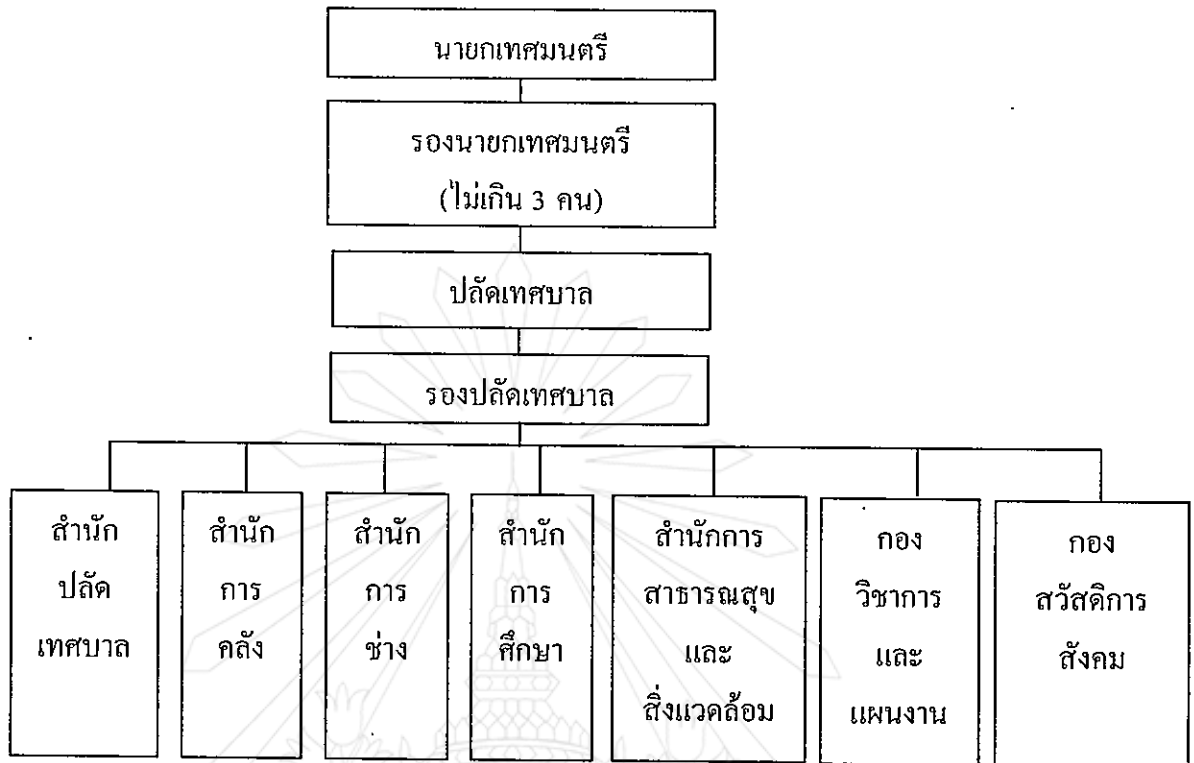 นายกเทศมนตรี
รองนายกเทศมนตรี
(ไม่เกิน 3 คน)
ปลัดเทศบาล
รองปลัดเทศบาล
สำนัก
ปลัด
เทศบาล
สำนัก
การ
คลัง
สำนัก
การ
ช่าง
สำนัก
การ
ศึกษา
สำนักการ
สาธารณสุข
และ
สิ่งแวดล้อม
กอง
วิชาการ
และ
แผนงาน
กอง
สวัสดิการ
สังคม